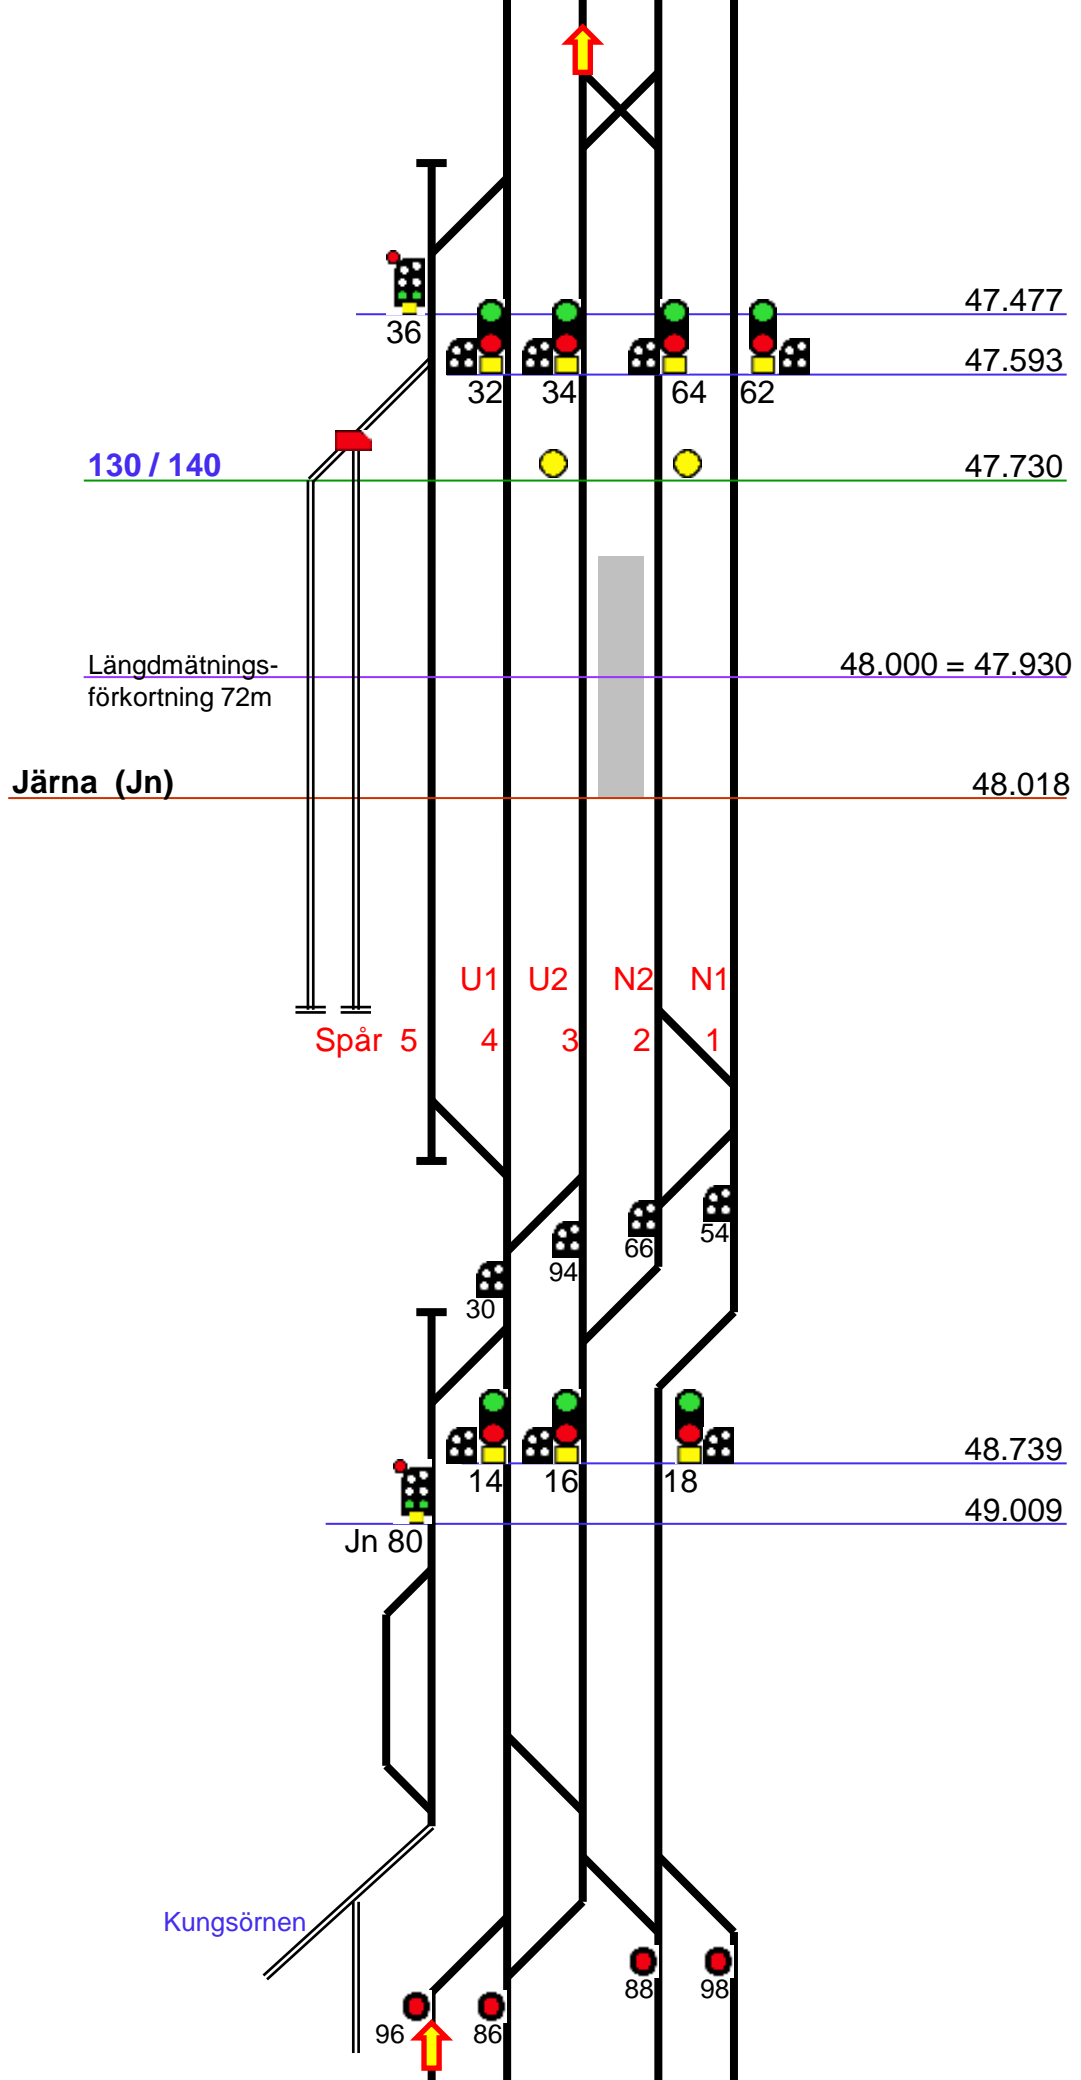 47.477
36
47.593
32 34 64 62
130 / 140 47.730
Längdmätnings-
förkortning 72m
48.000 = 47.930
Järna (Jn) 48.018
U1 U2 N2 N1
Spår 5 4 3 2 1
54
66
94
30
48.739
14 16 18
49.009
Jn 80
Kungsörnen
88 98
96 86